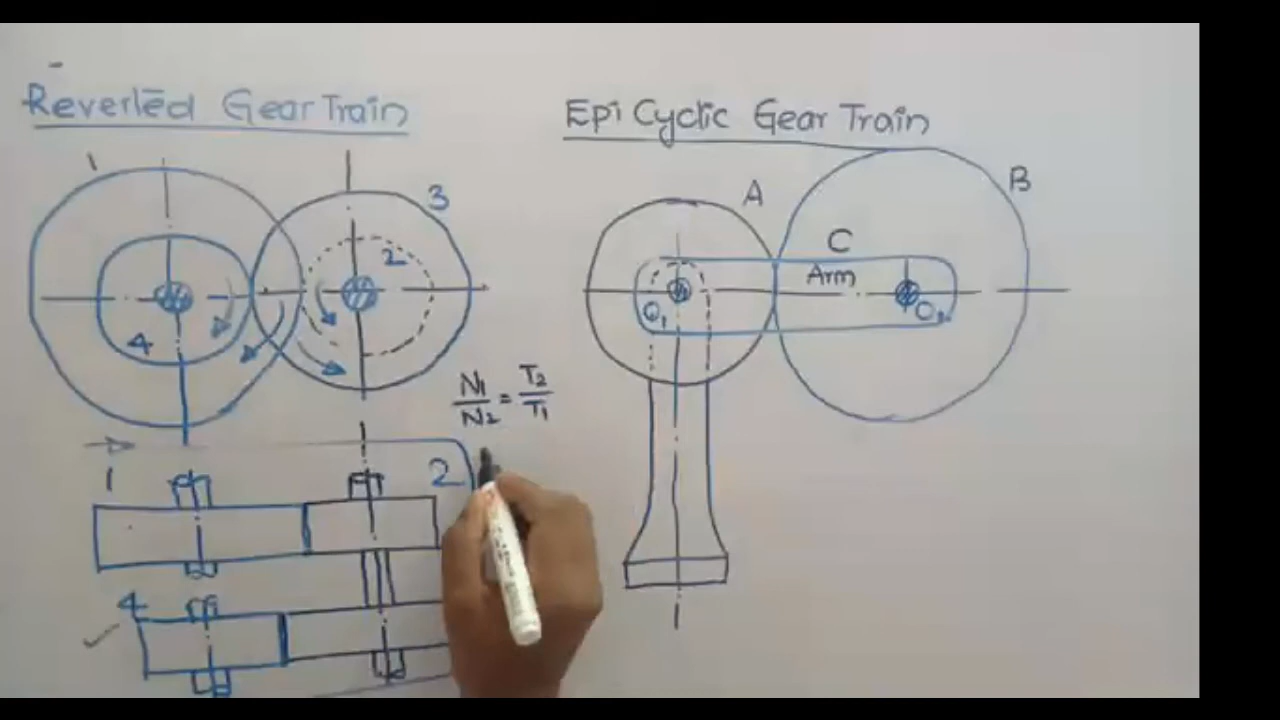 Reverted Gear Train
Epi Cyclic Gear Train
1
3
2
4
A
B
C
Arm
O1
O2
N1/N2 = T2/T1
1
2
4